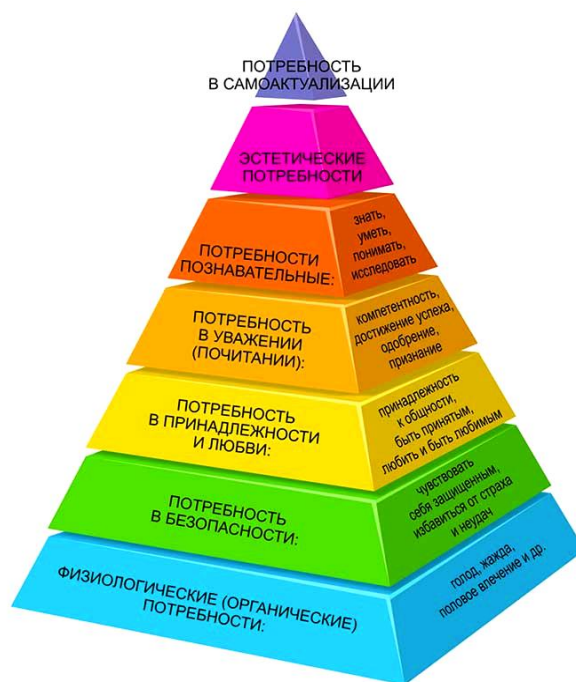 ПОТРЕБНОСТЬ
В САМОАКТУАЛИЗАЦИИ
ЭСТЕТИЧЕСКИЕ
ПОТРЕБНОСТИ
ПОТРЕБНОСТИ
ПОЗНАВАТЕЛЬНЫЕ:
знать,
уметь,
понимать,
исследовать
ПОТРЕБНОСТЬ
В УВАЖЕНИИ
(ПОЧИТАНИИ):
компетентность,
достижение успеха,
одобрение,
признание
ПОТРЕБНОСТЬ
В ПРИНАДЛЕЖНОСТИ
И ЛЮБВИ:
принадлежность
к общности,
быть принятым,
любить и быть любимым
ПОТРЕБНОСТЬ
В БЕЗОПАСНОСТИ:
чувствовать
себя защищенным,
избавиться от страха
и неудач
ФИЗИОЛОГИЧЕСКИЕ (ОРГАНИЧЕСКИЕ)
ПОТРЕБНОСТИ:
голод, жажда,
половое влечение и др.